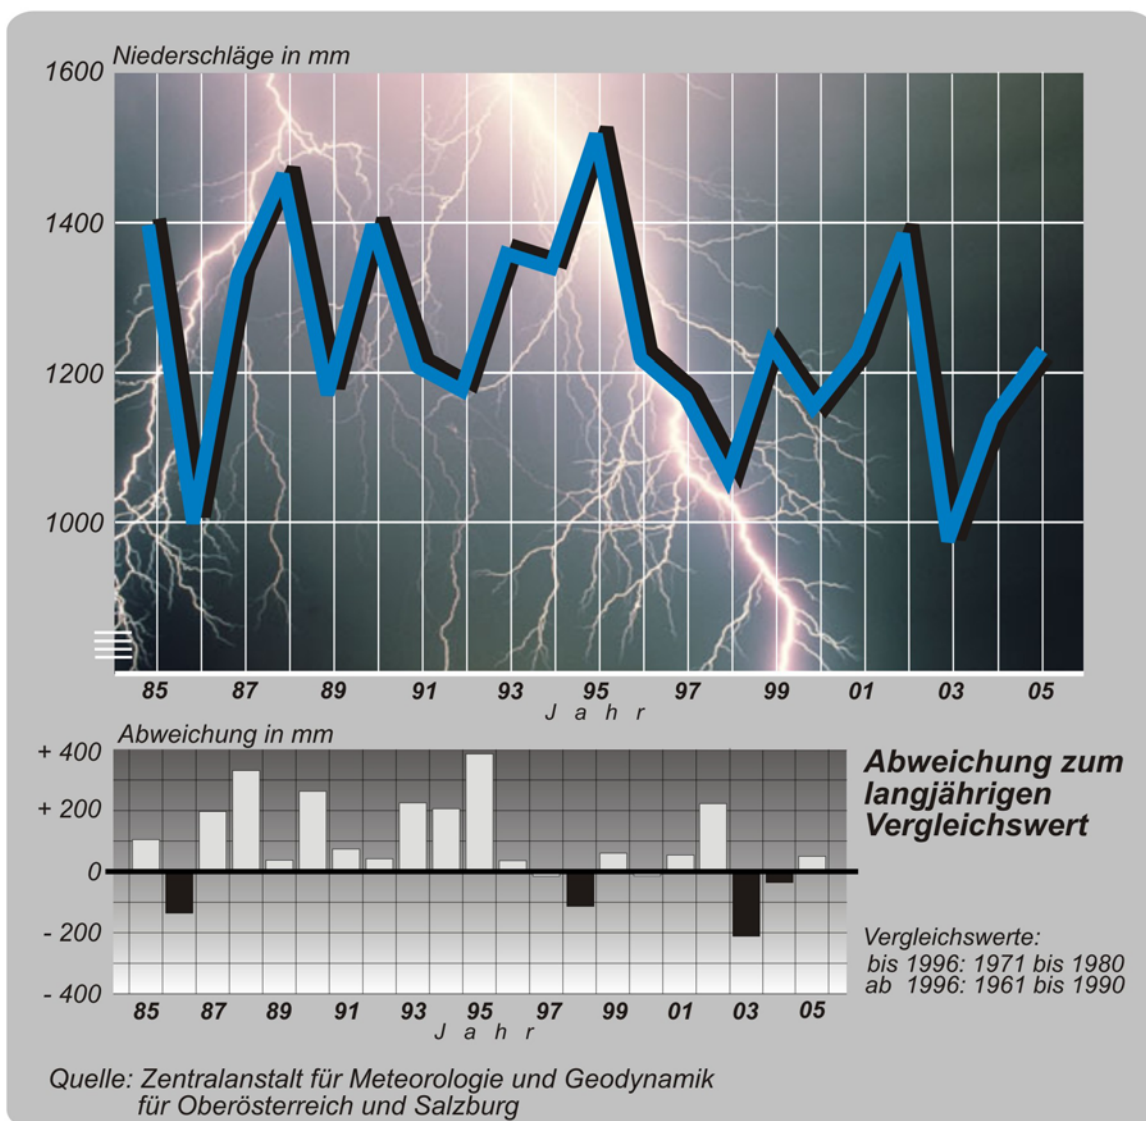 Niederschläge in mm
1600
1400
1200
1000
85 87 89 91 93 95 97 99 01 03 05
J a h r
Abweichung in mm
+ 400
+ 200
0
- 200
- 400
85 87 89 91 93 95 97 99 01 03 05
J a h r
Abweichung zum
langjährigen
Vergleichswert
Vergleichswerte:
bis 1996: 1971 bis 1980
ab 1996: 1961 bis 1990
Quelle: Zentralanstalt für Meteorologie und Geodynamik
für Oberösterreich und Salzburg